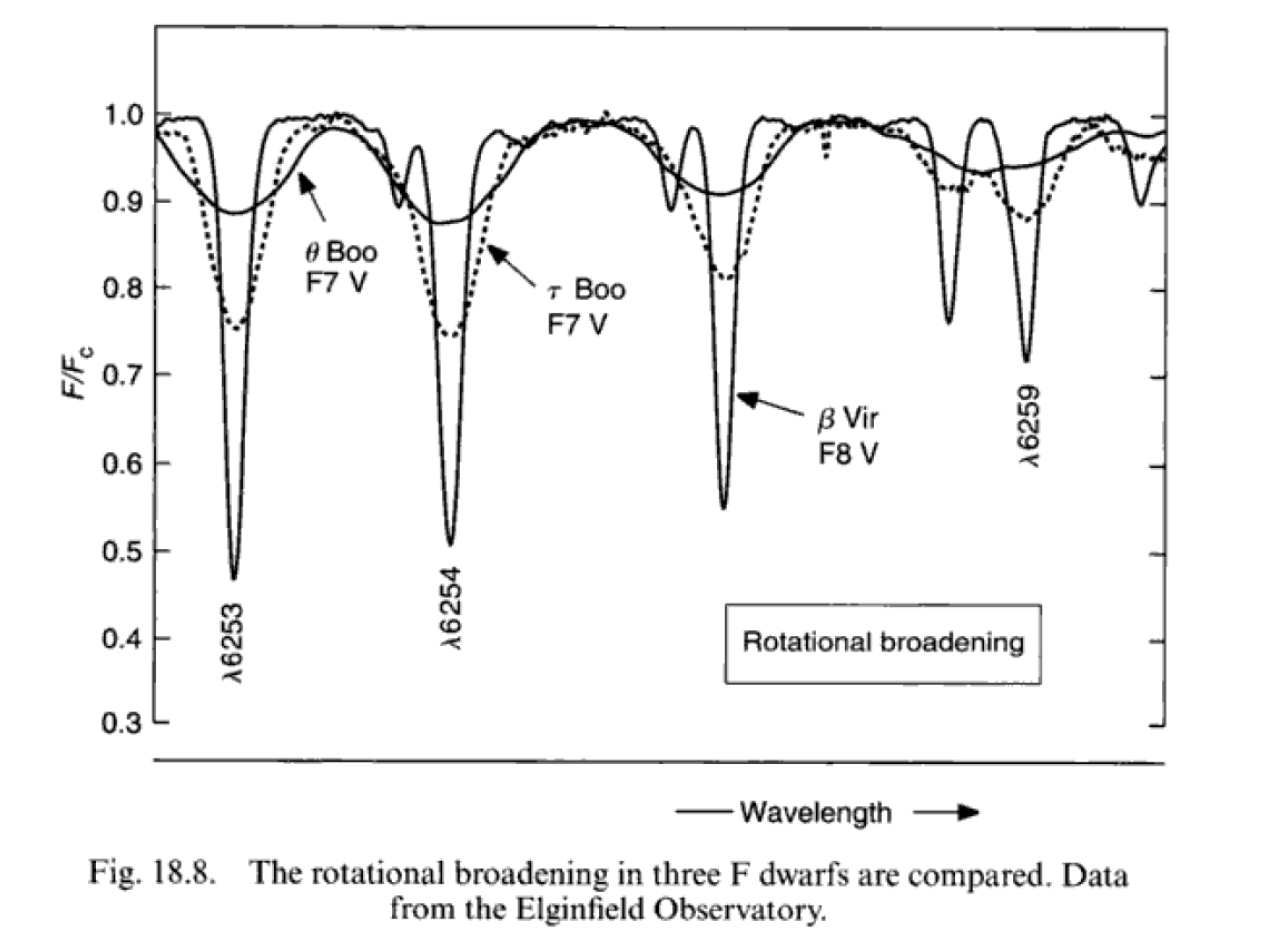 1.0
0.9
0.8
0.7
0.6
0.5
0.4
0.3
F/Fc
θ Boo
F7 V
τ Boo
F7 V
β Vir
F8 V
λ6253
λ6254
λ6259
Rotational broadening
Wavelength
Fig. 18.8. The rotational broadening in three F dwarfs are compared. Data
from the Elginfield Observatory.